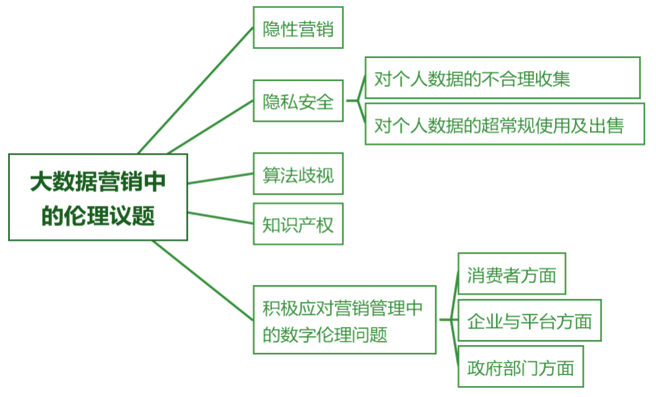 隐性营销
隐私安全
对个人数据的不合理收集
对个人数据的超常规使用及出售
大数据营销中
的伦理议题
算法歧视
知识产权
积极应对营销管理中
的数字伦理问题
消费者方面
企业与平台方面
政府部门方面